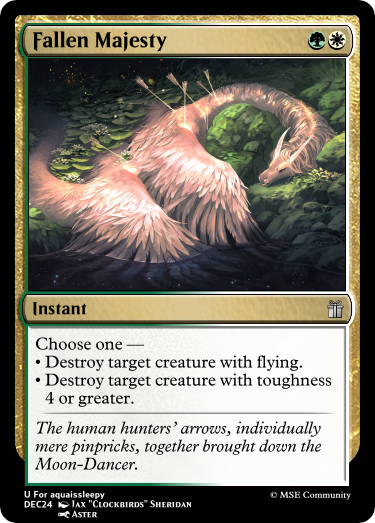 Fallen Majesty
Instant
Choose one —
• Destroy target creature with flying.
• Destroy target creature with toughness
4 or greater.
The human hunters' arrows, individually
mere pinpricks, together brought down the
Moon-Dancer.
U For aquaissleepy
DEC24 Jax "Clockbirds" Sheridan
Aster
© MSE Community